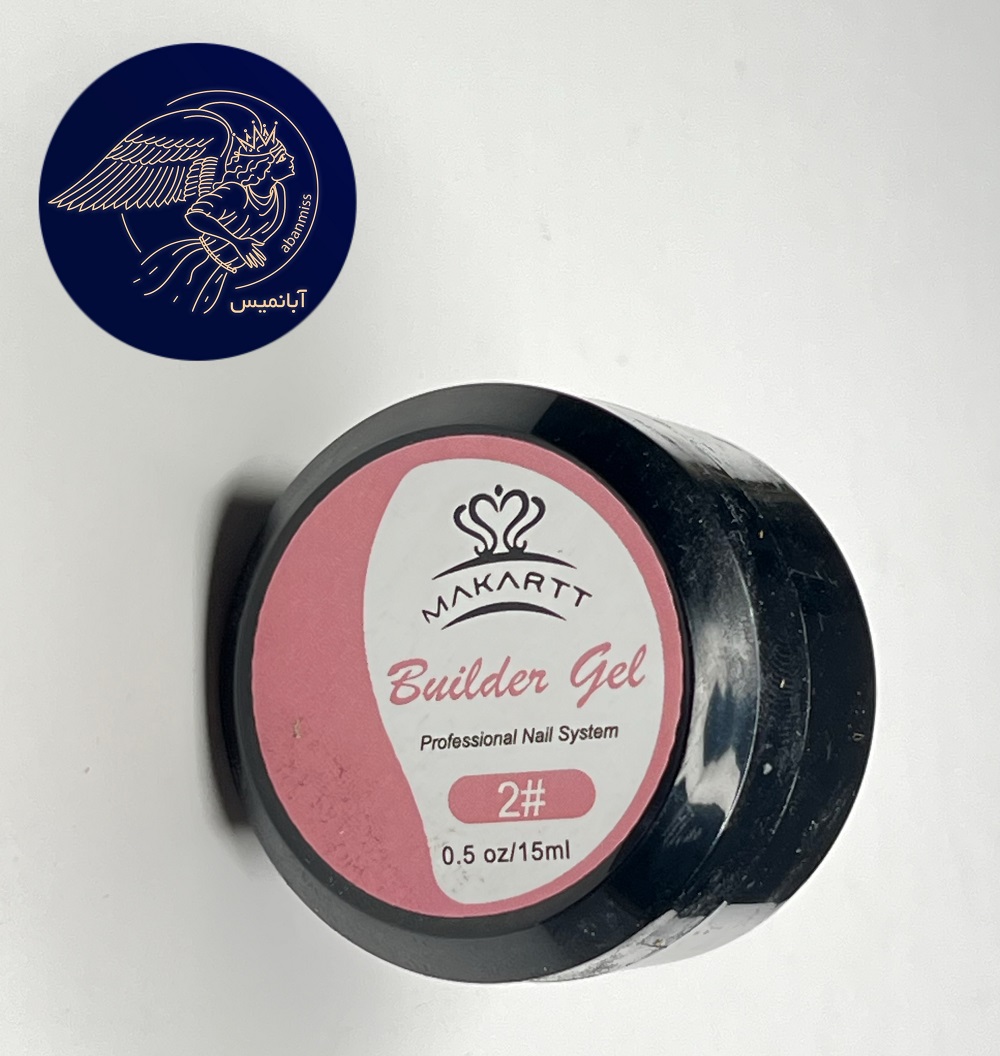 abanmiss
آبانمیس
MAKARTT
Builder Gel
Professional Nail System
2#
0.5 oz/15ml